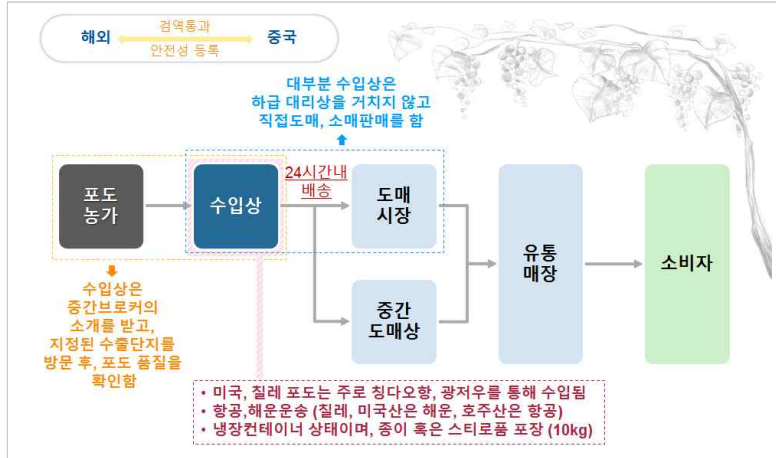 해외
검역통과
안전성 등록
중국
대부분 수입상은
하급 대리상을 거치지 않고
직접도매, 소매판매를 함
포도
농가
수입상
24시간내
배송
도매
시장
중간
도매상
유통
매장
소비자
수입상은
중간브로커의
소개를 받고,
지정된 수출단지를
방문 후, 포도 품질을
확인함
• 미국, 칠레 포도는 주로 칭다오항, 광저우를 통해 수입됨
• 항공,해운운송 (칠레, 미국산은 해운, 호주산은 항공)
• 냉장컨테이너 상태이며, 종이 혹은 스티로품 포장 (10kg)